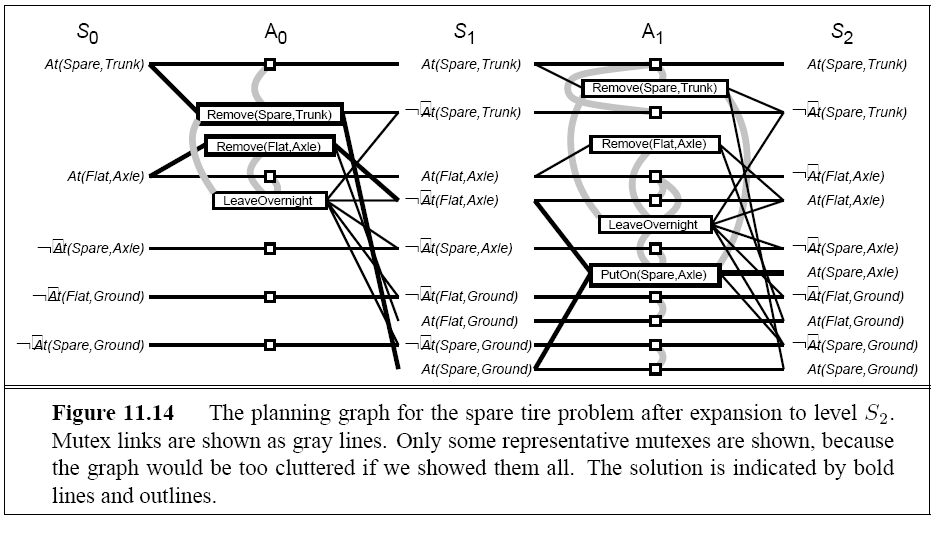 S0 A0 S1 A1 S2
At(Spare,Trunk) At(Spare,Trunk) At(Spare,Trunk)
Remove(Spare,Trunk)
Remove(Spare,Trunk) ¬At(Spare,Trunk) ¬At(Spare,Trunk)
Remove(Flat,Axle) Remove(Flat,Axle)
At(Flat,Axle) At(Flat,Axle) ¬At(Flat,Axle)
LeaveOvernight ¬At(Flat,Axle) At(Flat,Axle)
LeaveOvernight
¬At(Spare,Axle) ¬At(Spare,Axle) ¬At(Spare,Axle)
PutOn(Spare,Axle) At(Spare,Axle)
¬At(Flat,Ground) ¬At(Flat,Ground) ¬At(Flat,Ground)
At(Flat,Ground) At(Flat,Ground)
¬At(Spare,Ground) ¬At(Spare,Ground) ¬At(Spare,Ground)
At(Spare,Ground) At(Spare,Ground)
Figure 11.14 The planning graph for the spare tire problem after expansion to level S2.
Mutex links are shown as gray lines. Only some representative mutexes are shown, because
the graph would be too cluttered if we showed them all. The solution is indicated by bold
lines and outlines.